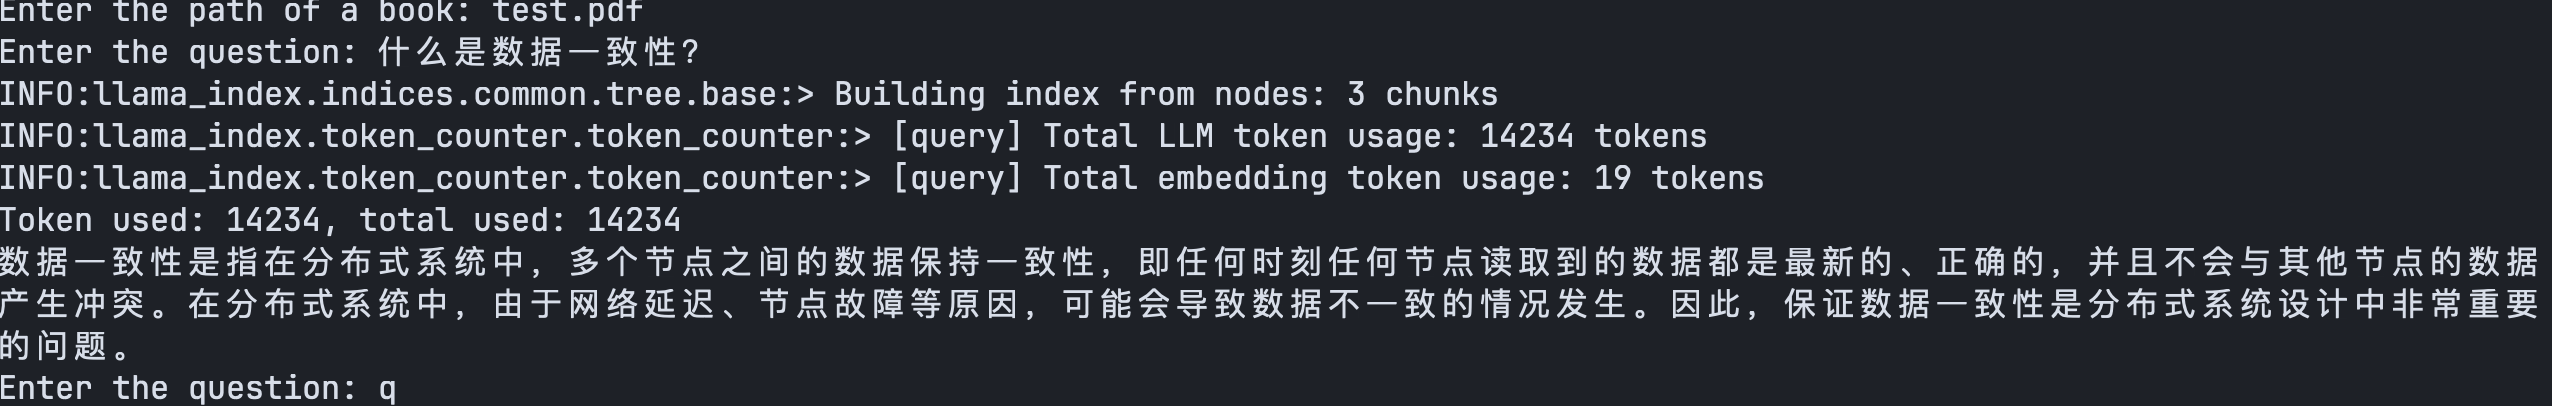 Enter the path of a book: test.pdf
Enter the question: 什么是数据一致性?
INFO:llama_index.indices.common.tree.base:> Building index from nodes: 3 chunks
INFO:llama_index.token_counter.token_counter:> [query] Total LLM token usage: 14234 tokens
INFO:llama_index.token_counter.token_counter:> [query] Total embedding token usage: 19 tokens
Token used: 14234, total used: 14234
数据一致性是指在分布式系统中，多个节点之间的数据保持一致性，即任何时刻任何节点读取到的数据都是最新的、正确的，并且不会与其他节点的数据
产生冲突。在分布式系统中，由于网络延迟、节点故障等原因，可能会导致数据不一致的情况发生。因此，保证数据一致性是分布式系统设计中非常重要
的问题。
Enter the question: q